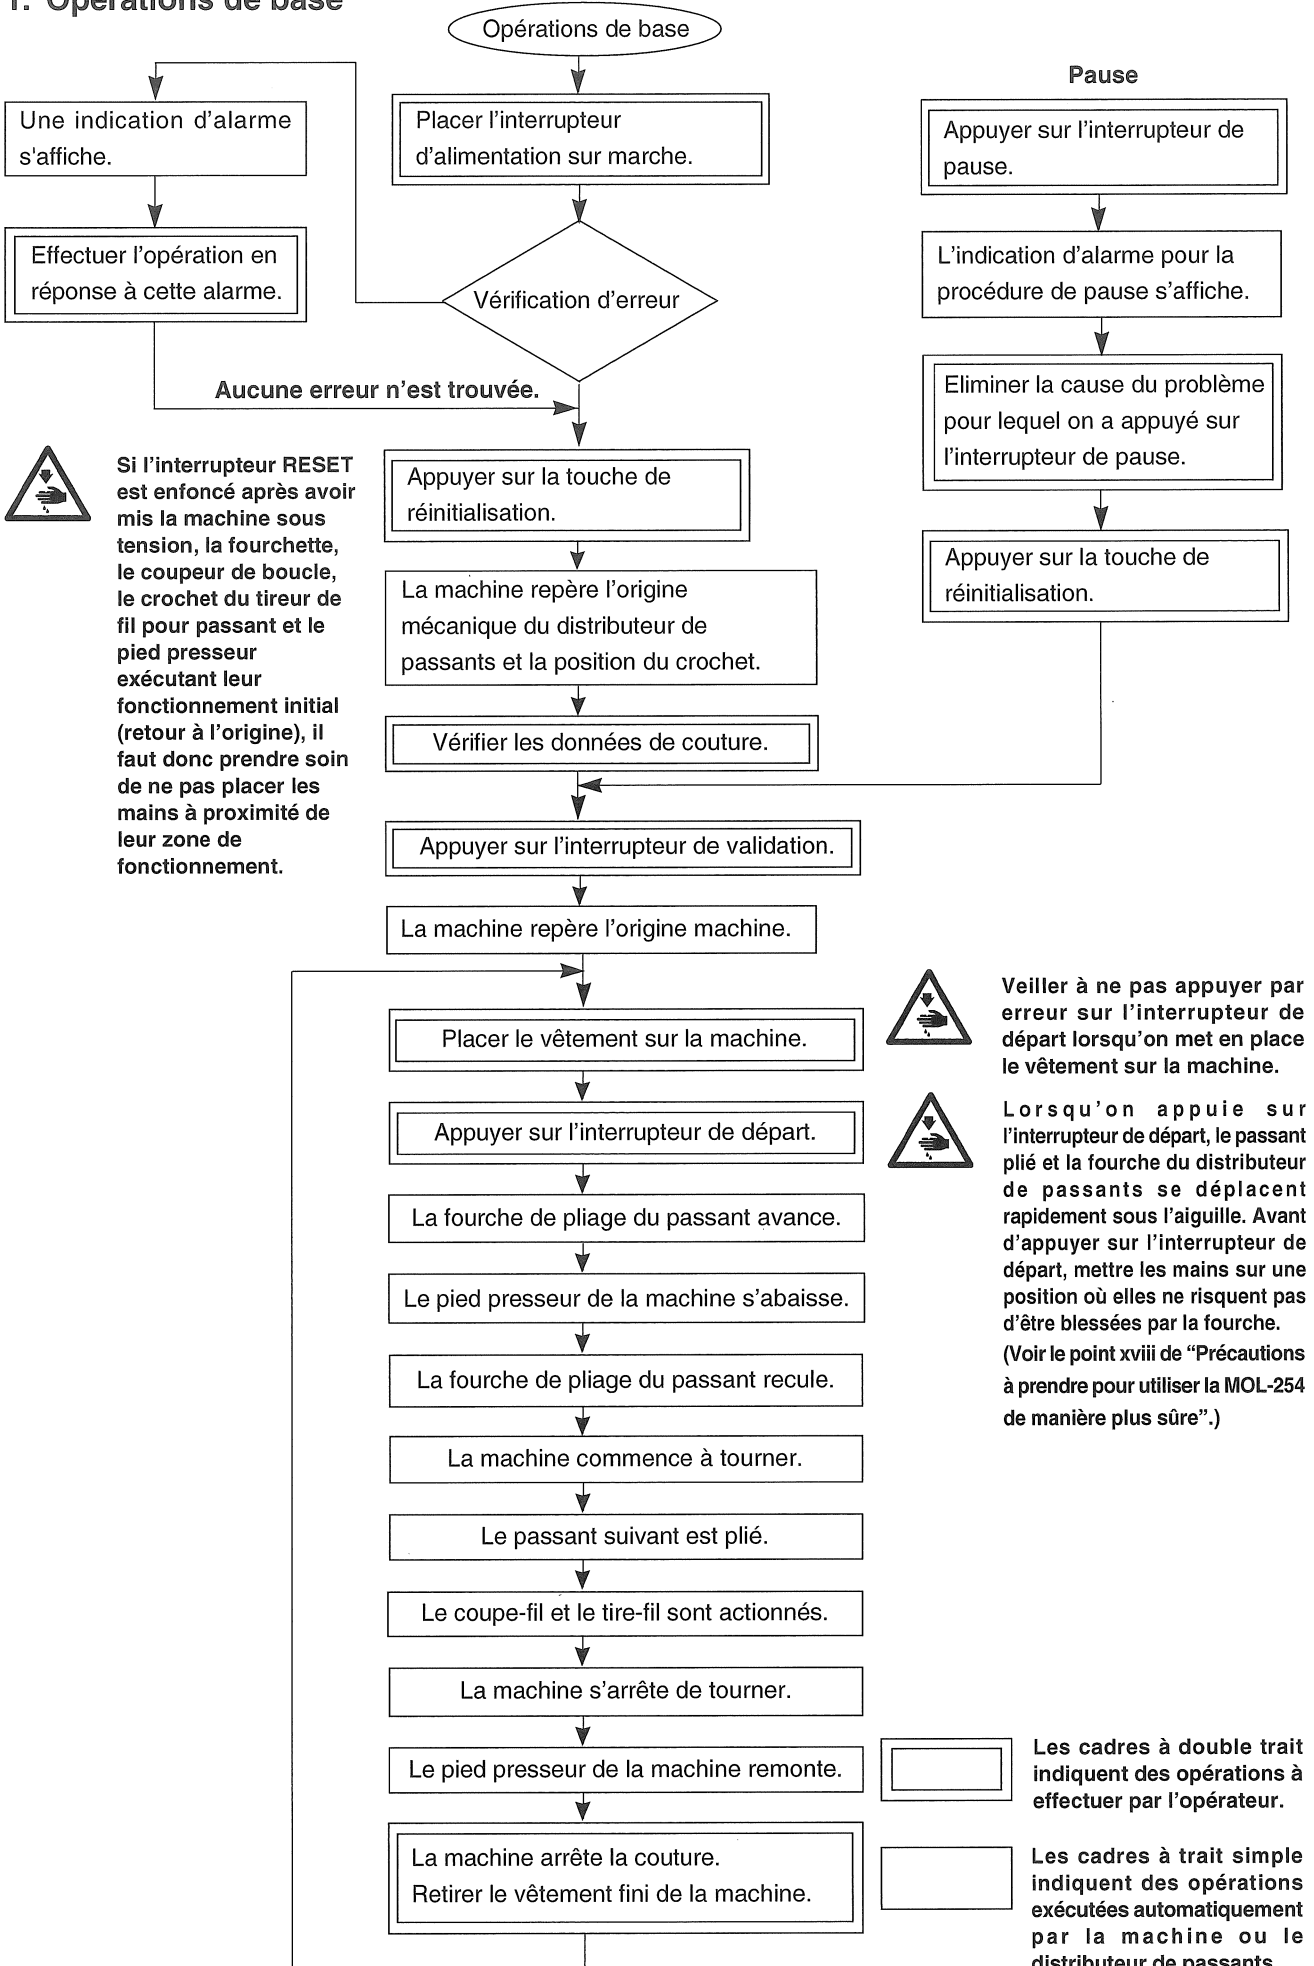 1. Opérations de base
Opérations de base
Une indication d'alarme
s'affiche.
Effectuer l'opération en
réponse à cette alarme.
Placer l'interrupteur
d'alimentation sur marche.
Vérification d'erreur
Aucune erreur n'est trouvée.
Pause
Appuyer sur l'interrupteur de
pause.
L'indication d'alarme pour la
procédure de pause s'affiche.
Eliminer la cause du problème
pour lequel on a appuyé sur
l'interrupteur de pause.
Appuyer sur la touche de
réinitialisation.
Si l'interrupteur RESET
est enfoncé après avoir
mis la machine sous
tension, la fourchette,
le coupeur de boucle,
le crochet du tireur de
fil pour passant et le
pied presseur
exécutant leur
fonctionnement initial
(retour à l'origine), il
faut donc prendre soin
de ne pas placer les
mains à proximité de
leur zone de
fonctionnement.
Appuyer sur la touche de
réinitialisation.
La machine repère l'origine
mécanique du distributeur de
passants et la position du crochet.
Vérifier les données de couture.
Appuyer sur l'interrupteur de validation.
La machine repère l'origine machine.
Placer le vêtement sur la machine.
Appuyer sur l'interrupteur de départ.
La fourche de pliage du passant avance.
Le pied presseur de la machine s'abaisse.
La fourche de pliage du passant recule.
La machine commence à tourner.
Le passant suivant est plié.
Le coupe-fil et le tire-fil sont actionnés.
La machine s'arrête de tourner.
Le pied presseur de la machine remonte.
La machine arrête la couture.
Retirer le vêtement fini de la machine.
Veiller à ne pas appuyer par
erreur sur l'interrupteur de
départ lorsqu'on met en place
le vêtement sur la machine.
Lorsqu'on appuie sur
l'interrupteur de départ, le passant
plié et la fourche du distributeur
de passants se déplacent
rapidement sous l'aiguille. Avant
d'appuyer sur l'interrupteur de
départ, mettre les mains sur une
position où elles ne risquent pas
d'être blessées par la fourche.
(Voir le point xviii de “Précautions
à prendre pour utiliser la MOL-254
de manière plus sûre”.)
Les cadres à double trait
indiquent des opérations à
effectuer par l'opérateur.
Les cadres à trait simple
indiquent des opérations
exécutées automatiquement
par la machine ou le
distributeur de passants